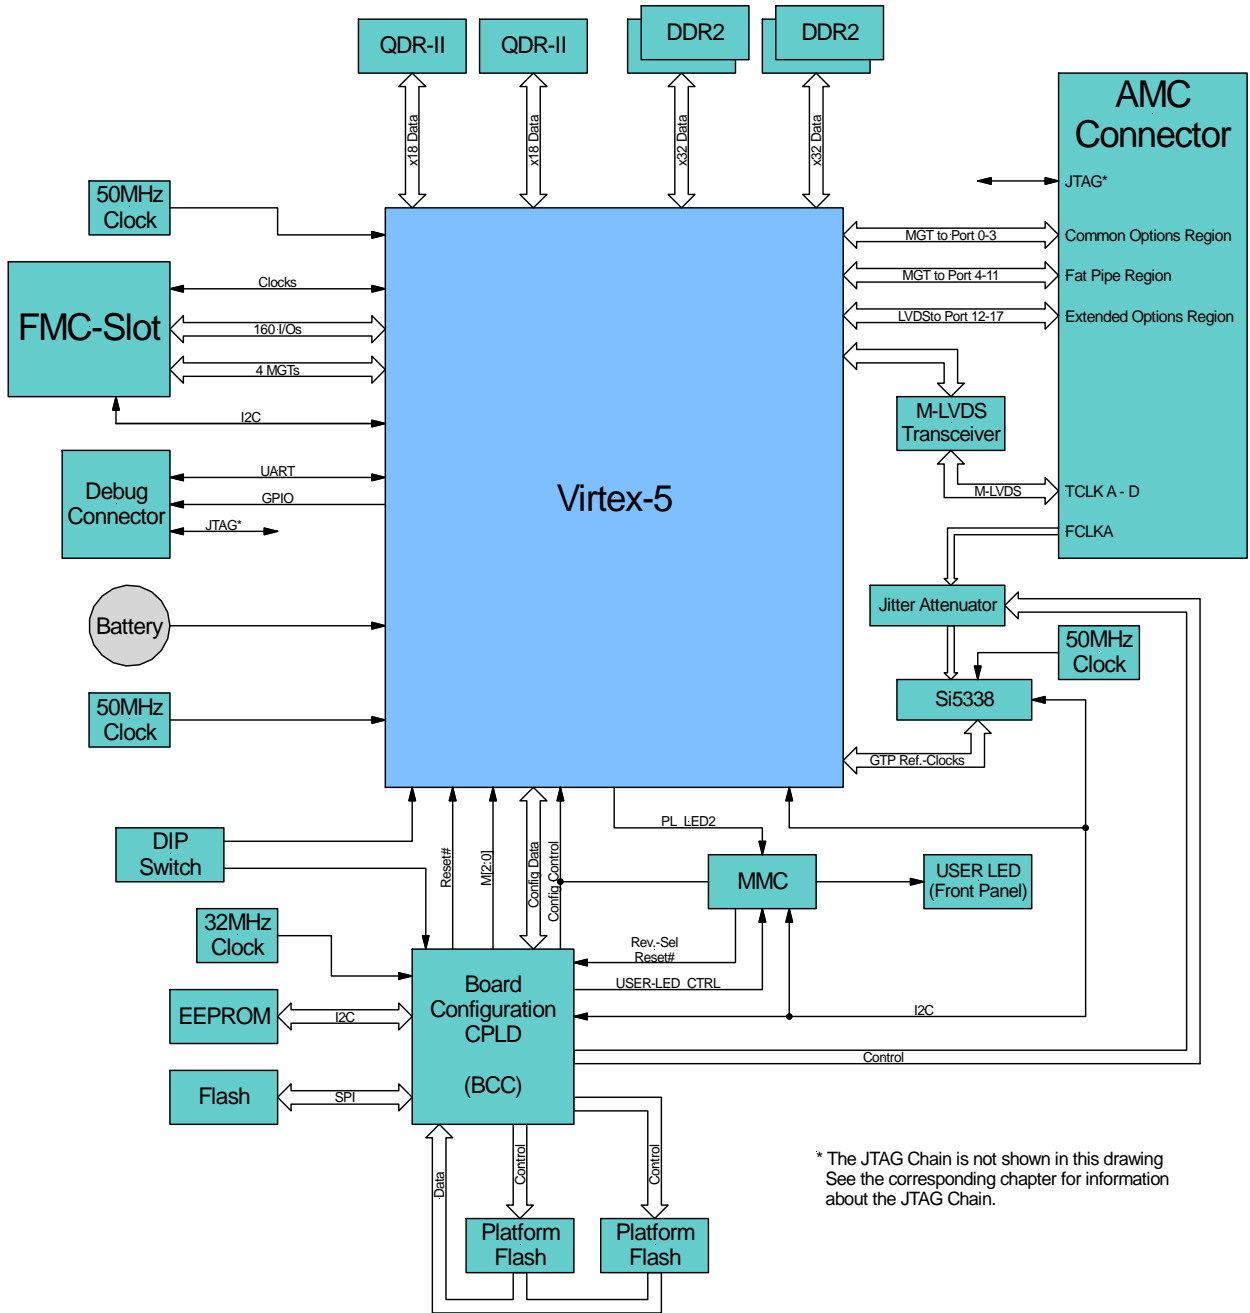 QDR-II
QDR-II
DDR2
DDR2
AMC
Connector
x18 Data
x18 Data
x32 Data
x32 Data
JTAG*
50MHz
Clock
MGT to Port 0-3
Common Options Region
Clocks
MGT to Port 4-11
Fat Pipe Region
FMC-Slot
160 I/Os
LVDSto Port 12-17
Extended Options Region
4 MGTs
I2C
M-LVDS
Transceiver
UART
Debug
Connector
GPIO
Virtex-5
M-LVDS
TCLK A - D
JTAG*
FCLKA
Battery
Jitter Attenuator
50MHz
Clock
50MHz
Clock
Si5338
GTP Ref.-Clocks
DIP
Switch
Reset#
M[2:0]
Config Data
Config Control
PL_LED2
MMC
USER LED
(Front Panel)
32MHz
Clock
Rev.-Sel
Reset#
USER-LED_CTRL
Board
Configuration
CPLD
(BCC)
EEPROM
I2C
I2C
Control
Flash
SPI
Data
Control
Control
* The JTAG Chain is not shown in this drawing
See the corresponding chapter for information
about the JTAG Chain.
Platform
Flash
Platform
Flash